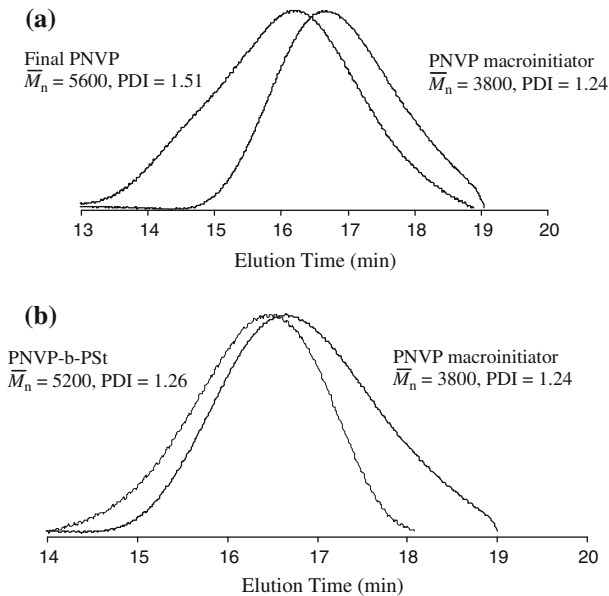 (a)
Final PNVP
M̅n = 5600, PDI = 1.51
PNVP macroinitiator
M̅n = 3800, PDI = 1.24
13 14 15 16 17 18 19 20
Elution Time (min)
(b)
PNVP-b-PSt
M̅n = 5200, PDI = 1.26
PNVP macroinitiator
M̅n = 3800, PDI = 1.24
14 15 16 17 18 19 20
Elution Time (min)